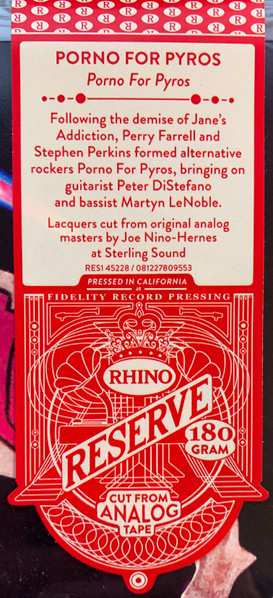 PORNO FOR PYROS
Porno For Pyros
Following the demise of Jane's
Addiction, Perry Farrell and
Stephen Perkins formed alternative
rockers Porno For Pyros, bringing on
guitarist Peter DiStefano
and bassist Martyn LeNoble.
Lacquers cut from original analog
masters by Joe Nino-Hernes
at Sterling Sound
RES1 45228 / 081227809553
PRESSED IN CALIFORNIA
at
FIDELITY RECORD PRESSING
RHINO
RESERVE
180
GRAM
CUT FROM
ANALOG
TAPE